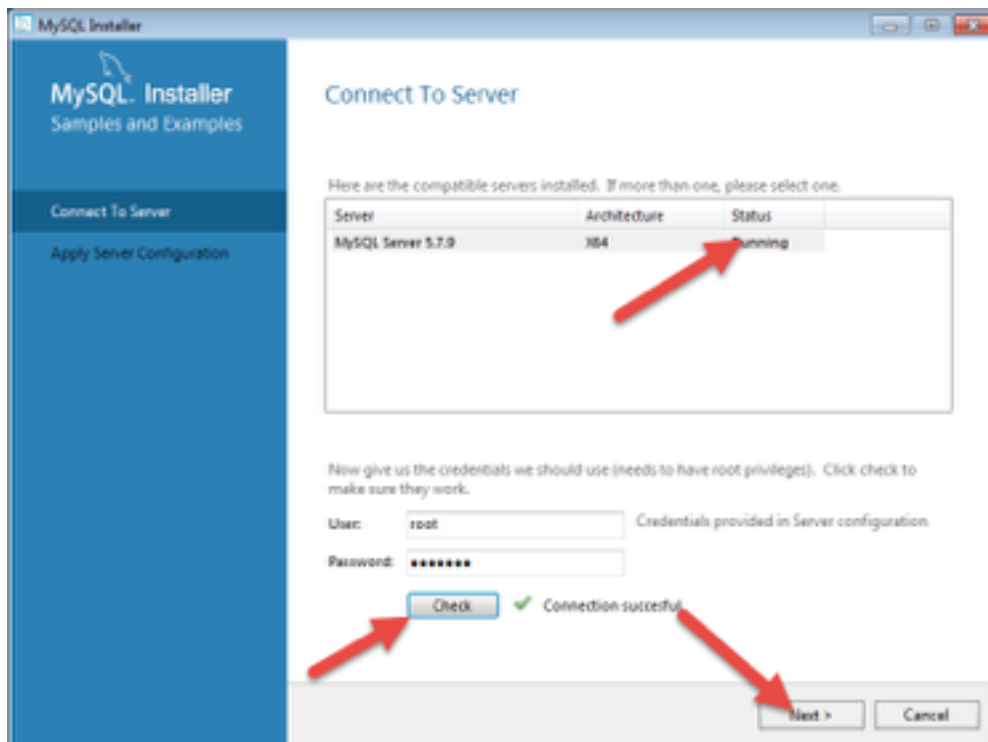 MySQL Installer
MySQL. Installer
Samples and Examples
Connect To Server
Apply Server Configuration
Connect To Server
Here are the compatible servers installed. If more than one, please select one.
Server Architecture Status
MySQL Server 5.7.9 X64 Running
Now give us the credentials we should use (needs to have root privileges). Click check to
make sure they work.
User: root Credentials provided in Server configuration
Password: •••••••
Check Connection succesful.
Next > Cancel